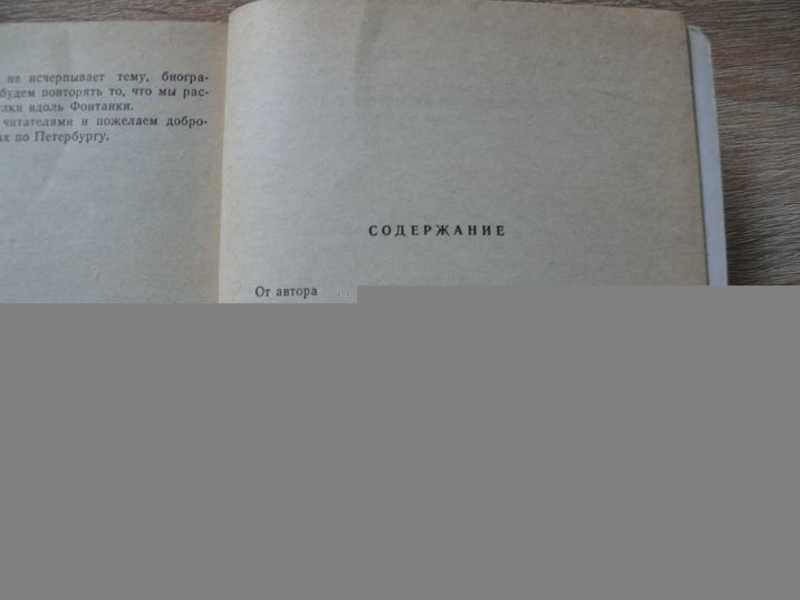 не исчерпывает тему, биогра-
будем повторять то, что мы рас-
вдоль Фонтанки.
читателями и пожелаем добро-
по Петербургу.
СОДЕРЖАНИЕ
От автора